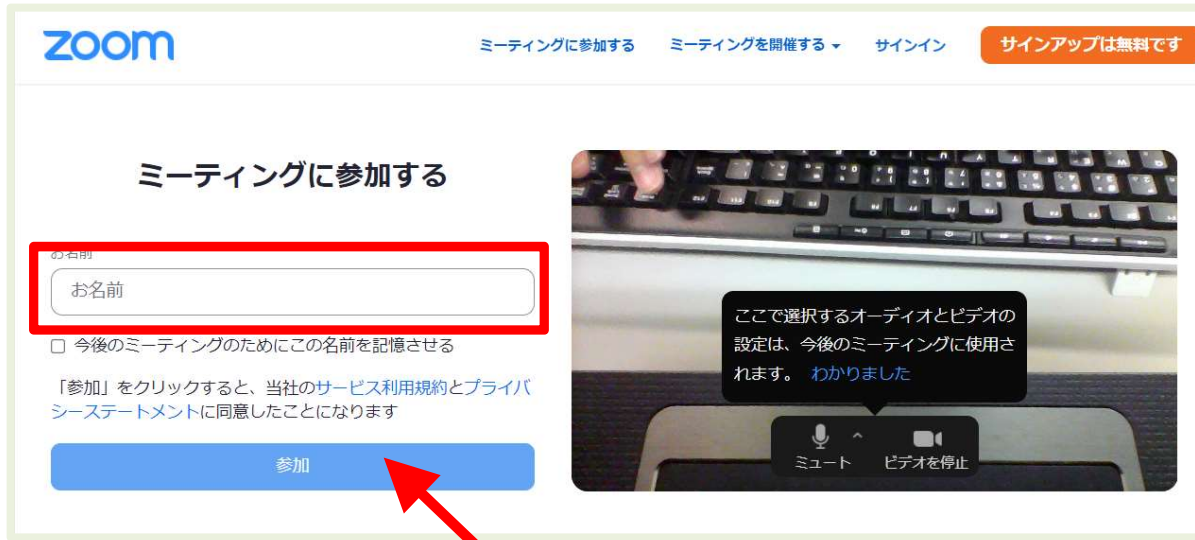 zoom
ミーティングに参加する
ミーティングを開催する
サインイン
サインアップは無料です
ミーティングに参加する
お名前
お名前
今後のミーティングのためにこの名前を記憶させる
「参加」をクリックすると、当社のサービス利用規約とプライバ
シーステートメントに同意したことになります
参加
ここで選択するオーディオとビデオの
設定は、今後のミーティングに使用さ
れます。 わかりました
ミュート
ビデオを停止